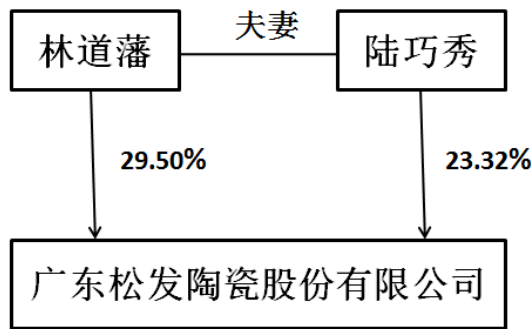 夫妻
林道藩
陆巧秀
29.50%
23.32%
广东松发陶瓷股份有限公司